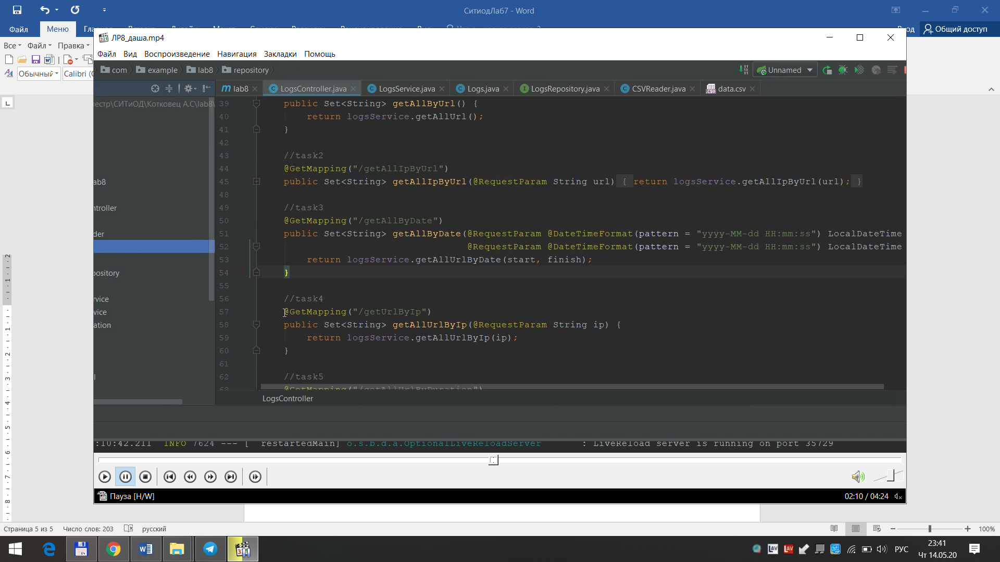 СитиодЛаб7 - Word
Файл
Меню
Общий доступ
Все
Файл
Правка
Обычный
Calibri (
ЛР8_даша.mp4
Файл Вид Воспроизведение Навигация Закладки Помощь
com example lab8 repository
Unnamed
lab8
LogsController.java
LogsService.java
Logs.java
LogsRepository.java
CSVReader.java
data.csv
естр\СИТиОД\Котковец А.С\lab8\
ab8
ntroller
der
pository
rvice
vice
ation
39 public Set<String> getAllByUrl() {
40 return logsService.getAllUrl();
41 }
42
43 //task2
44 @GetMapping("/getAllIpByUrl")
45 public Set<String> getAllIpByUrl(@RequestParam String url) { return logsService.getAllIpByUrl(url); }
48
49 //task3
50 @GetMapping("/getAllByDate")
51 public Set<String> getAllByDate(@RequestParam @DateTimeFormat(pattern = "yyyy-MM-dd HH:mm:ss") LocalDateTime
52 @RequestParam @DateTimeFormat(pattern = "yyyy-MM-dd HH:mm:ss") LocalDateTime
53 return logsService.getAllUrlByDate(start, finish);
54 }
55
56 //task4
57 @GetMapping("/getUrlByIp")
58 public Set<String> getAllUrlByIp(@RequestParam String ip) {
59 return logsService.getAllUrlByIp(ip);
60 }
61
62 //task5
63 @GetMapping("/getAllUrlByDuration")
LogsController
:10:42.211 INFO 7624 --- [ restartedMain] o.s.b.d.a.OptionalLiveReloadServer : LiveReload server is running on port 35729
Пауза [H/W]
02:10 / 04:24
Страница 5 из 5 Число слов: 203 русский
100%
РУС
23:41
Чт 14.05.20